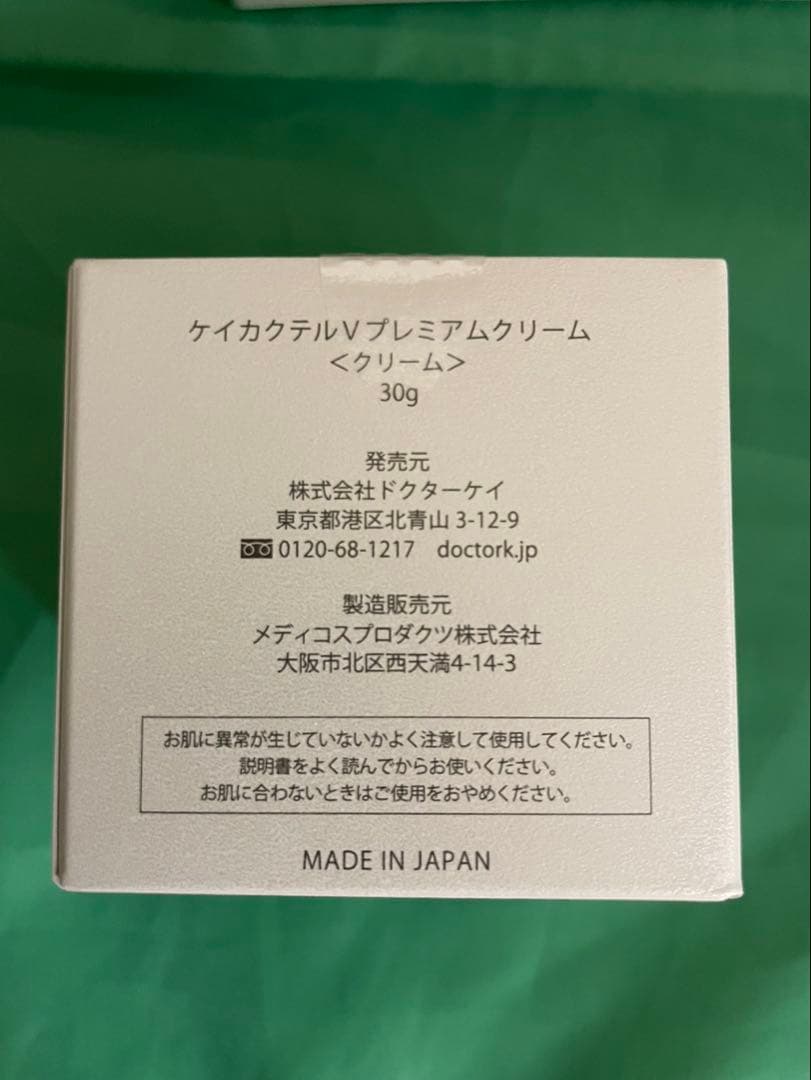 ケイカクテルVプレミアムクリーム
＜クリーム＞
30g
発売元
株式会社ドクターケイ
東京都港区北青山 3-12-9
0120-68-1217 doctork.jp
製造販売元
メディコスプロダクツ株式会社
大阪市北区西天満4-14-3
お肌に異常が生じていないかよく注意して使用してください。
説明書をよく読んでからお使いください。
お肌に合わないときはご使用をおやめください。
MADE IN JAPAN